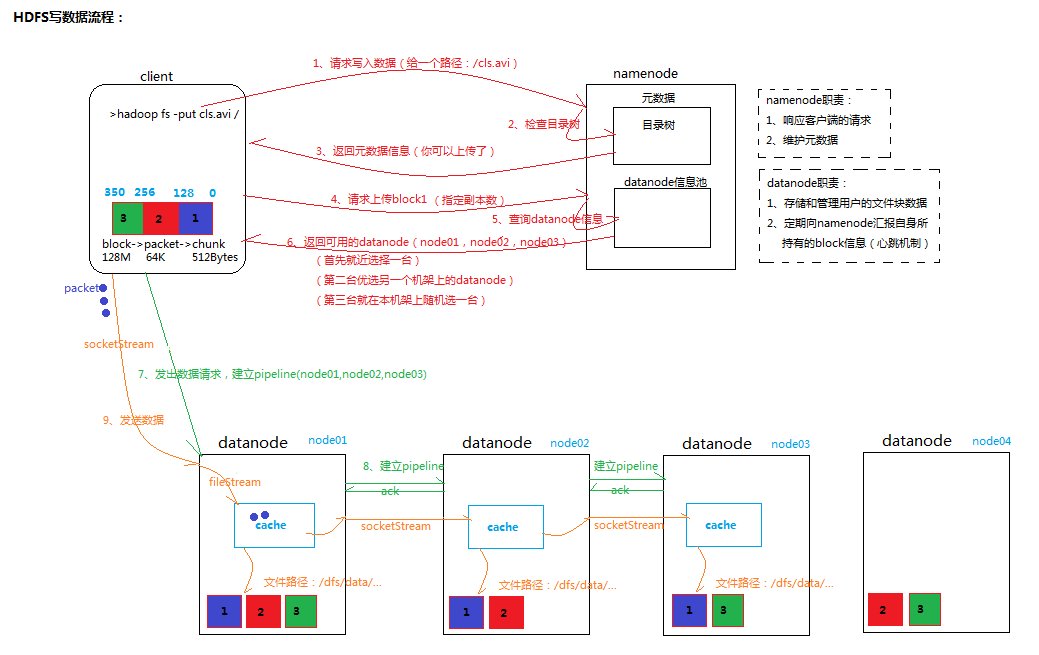 HDFS写数据流程：
client
>hadoop fs -put cls.avi /
1、请求写入数据（给一个路径：/cls.avi）
namenode
元数据
目录树
2、检查目录树
3、返回元数据信息（你可以上传了）
namenode职责：
1、响应客户端的请求
2、维护元数据
350 256 128 0
3 2 1
block->packet->chunk
128M 64K 512Bytes
4、请求上传block1 （指定副本数）
datanode信息池
5、查询datanode信息
6、返回可用的datanode（node01，node02，node03）
（首先就近选择一台）
（第二台优选另一个机架上的datanode）
（第三台就在本机架上随机选一台）
datanode职责：
1、存储和管理用户的文件块数据
2、定期向namenode汇报自身所
持有的block信息（心跳机制）
packet
socketStream
7、发出数据请求，建立pipeline(node01,node02,node03)
9、发送数据
datanode node01
fileStream
cache
文件路径：/dfs/data/...
1 2 3
8、建立pipeline
ack
socketStream
datanode node02
cache
文件路径：/dfs/data/...
1 2
建立pipeline
ack
socketStream
datanode node03
cache
文件路径：/dfs/data/...
1 3
datanode node04
2 3